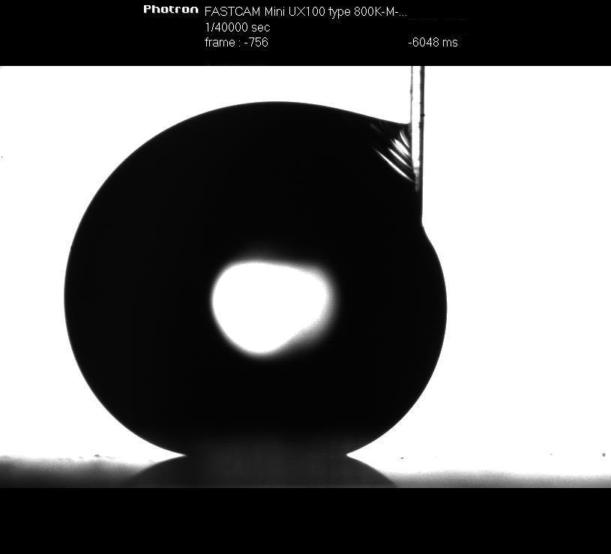 Photron FASTCAM Mini UX100 type 800K-M-...
1/40000 sec
frame : -756 -6048 ms